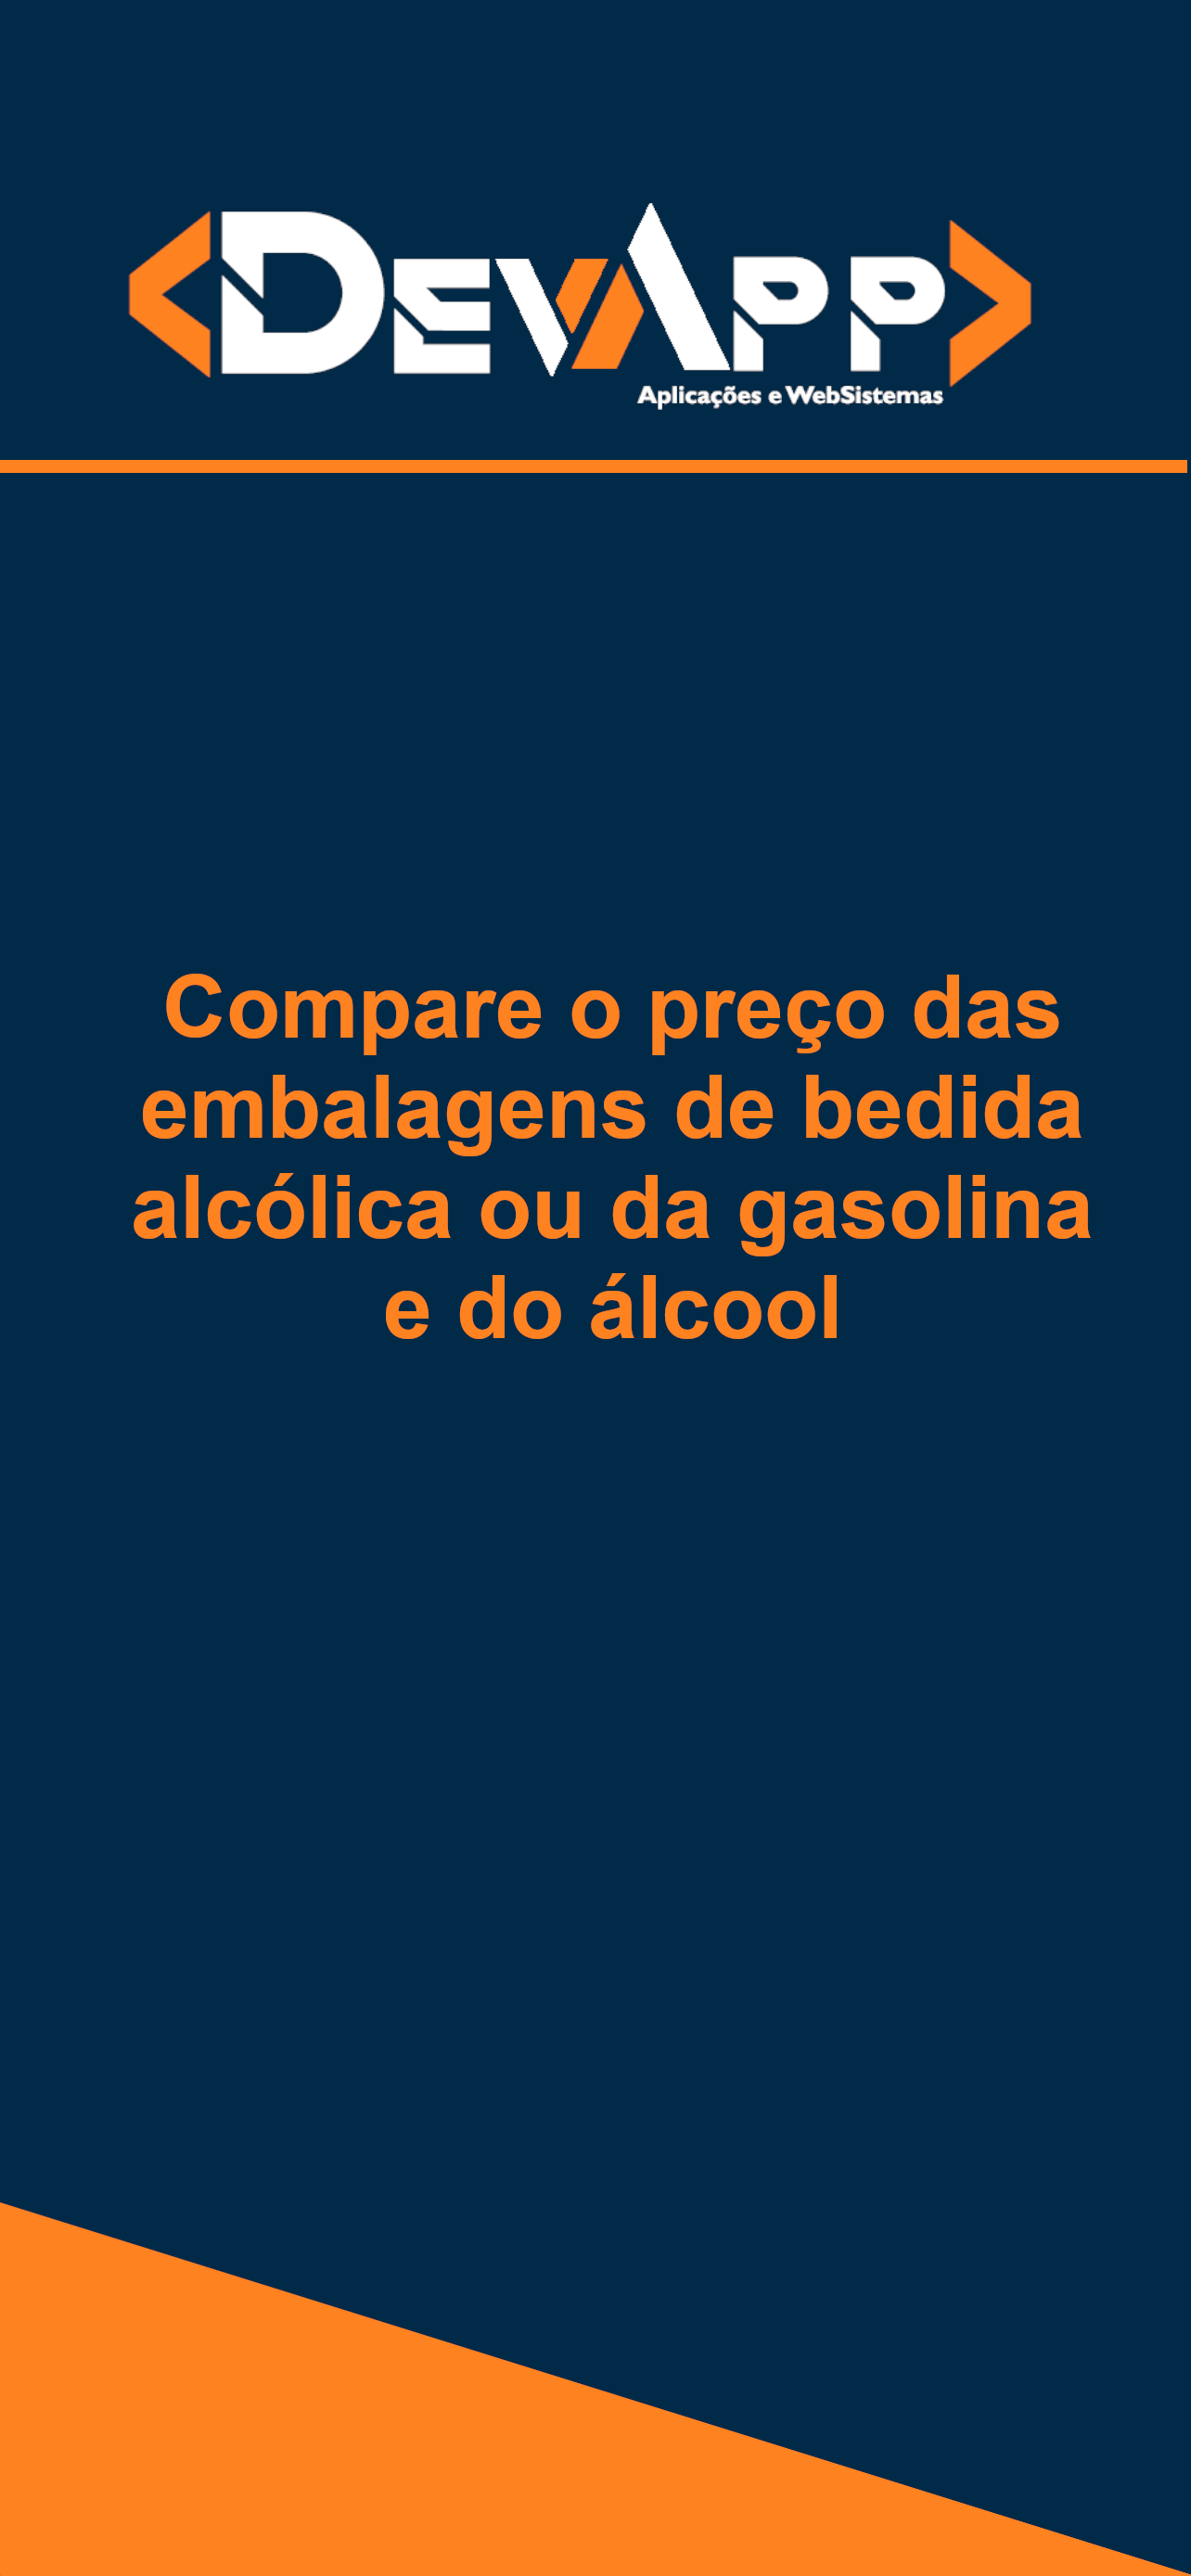 DevApp
Aplicações e WebSistemas
Compare o preço das
embalagens de bedida
alcólica ou da gasolina
e do álcool